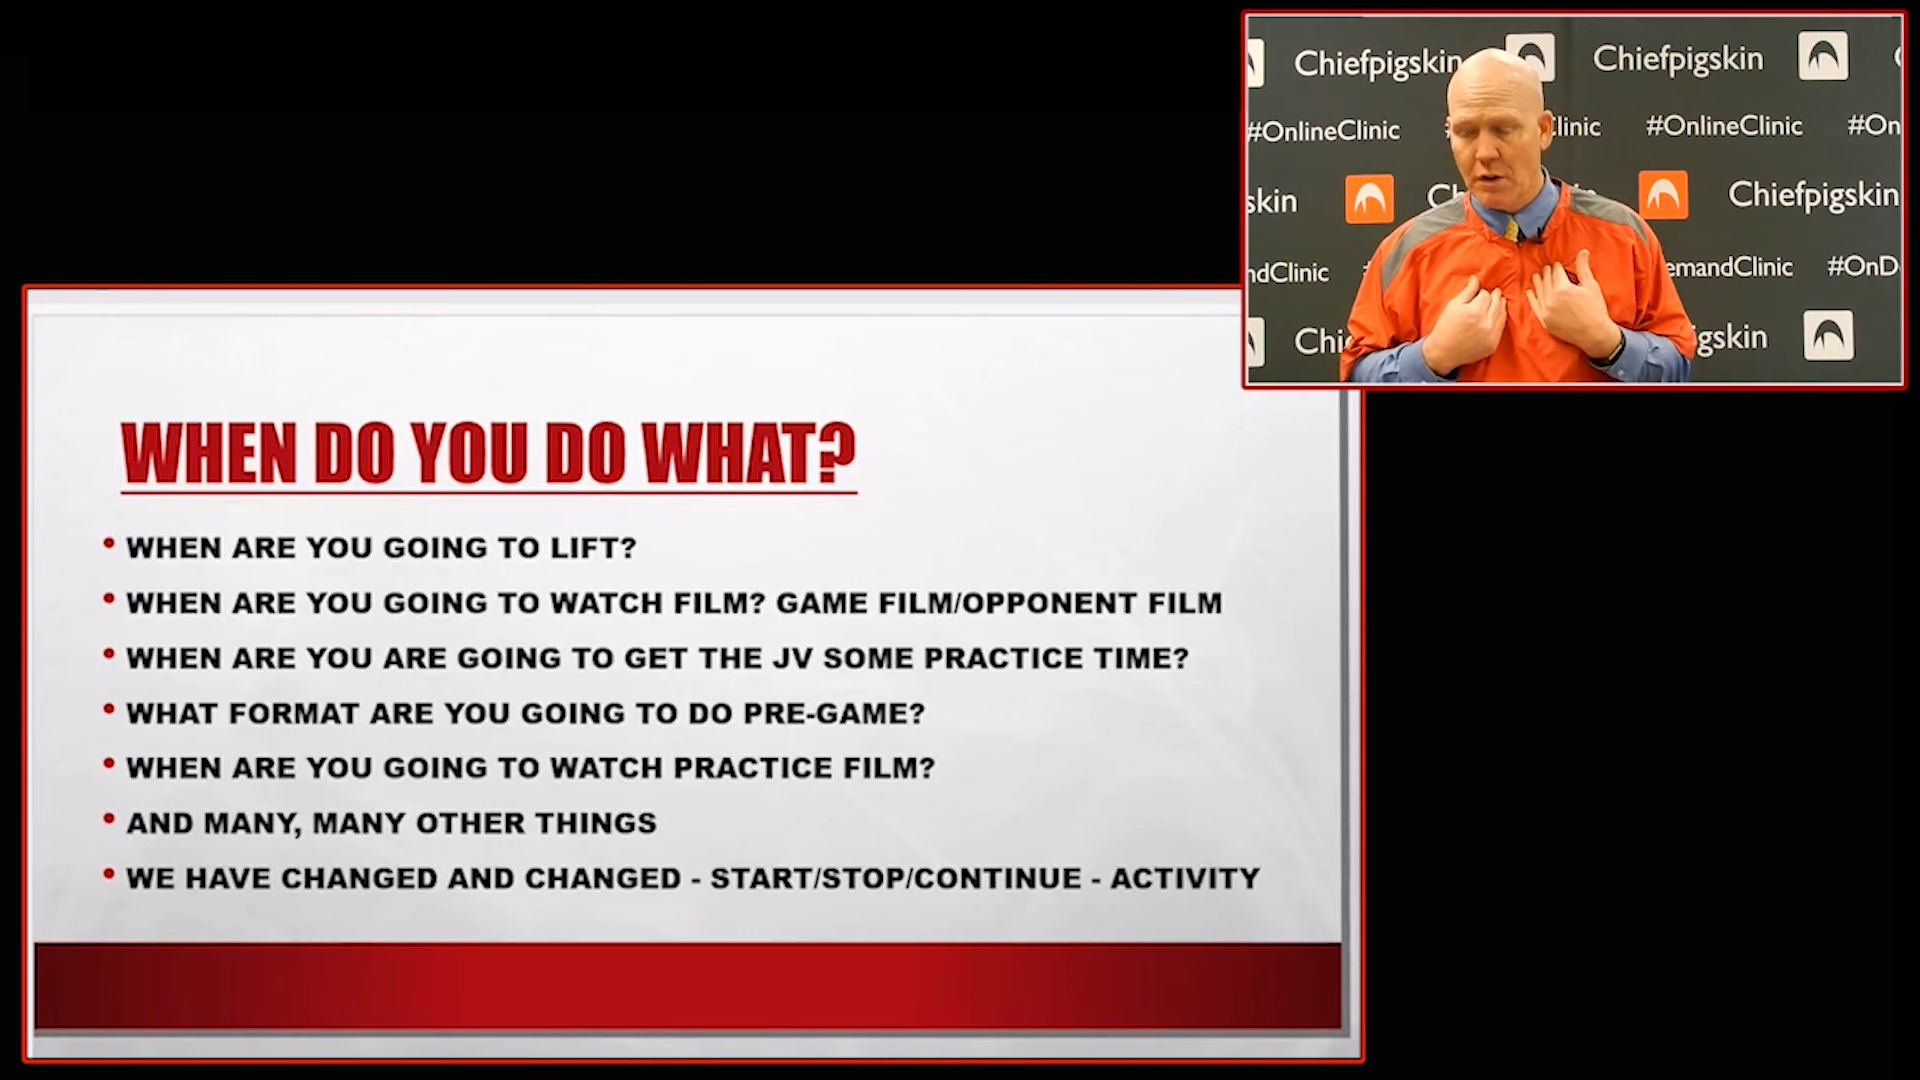 Chiefpigskin Chiefpigskin
#OnlineClinic linic #OnlineClinic #On
skin Chiefpigskin
ndClinic emandClinic #OnD
Chi igskin
WHEN DO YOU DO WHAT?
• WHEN ARE YOU GOING TO LIFT?
• WHEN ARE YOU GOING TO WATCH FILM? GAME FILM/OPPONENT FILM
• WHEN ARE YOU ARE GOING TO GET THE JV SOME PRACTICE TIME?
• WHAT FORMAT ARE YOU GOING TO DO PRE-GAME?
• WHEN ARE YOU GOING TO WATCH PRACTICE FILM?
• AND MANY, MANY OTHER THINGS
• WE HAVE CHANGED AND CHANGED - START/STOP/CONTINUE - ACTIVITY